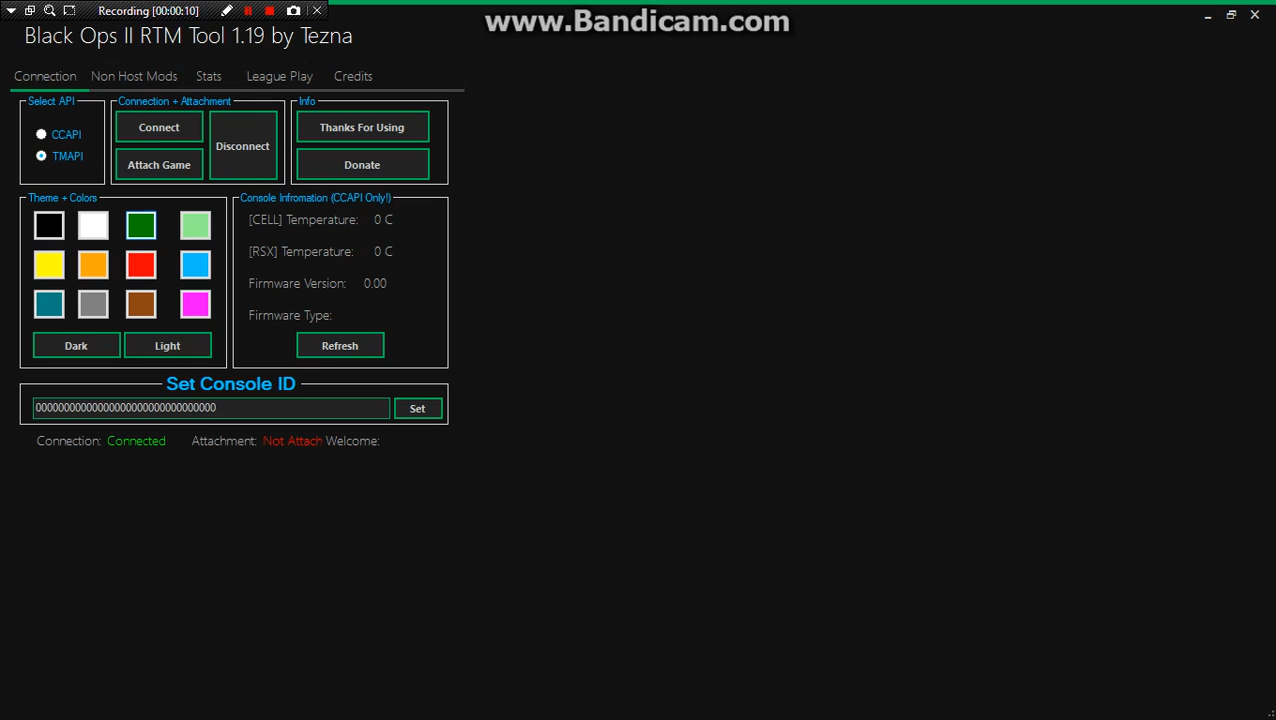 Recording [00:00:10]
www.Bandicam.com
Black Ops II RTM Tool 1.19 by Tezna
Connection Non Host Mods Stats League Play Credits
Select API
CCAPI
TMAPI
Connection + Attachment
Connect
Attach Game
Disconnect
Info
Thanks For Using
Donate
Theme + Colors
Dark Light
Console Infromation (CCAPI Only!)
[CELL] Temperature: 0 C
[RSX] Temperature: 0 C
Firmware Version: 0.00
Firmware Type:
Refresh
Set Console ID
00000000000000000000000000000000
Set
Connection: Connected Attachment: Not Attach Welcome: